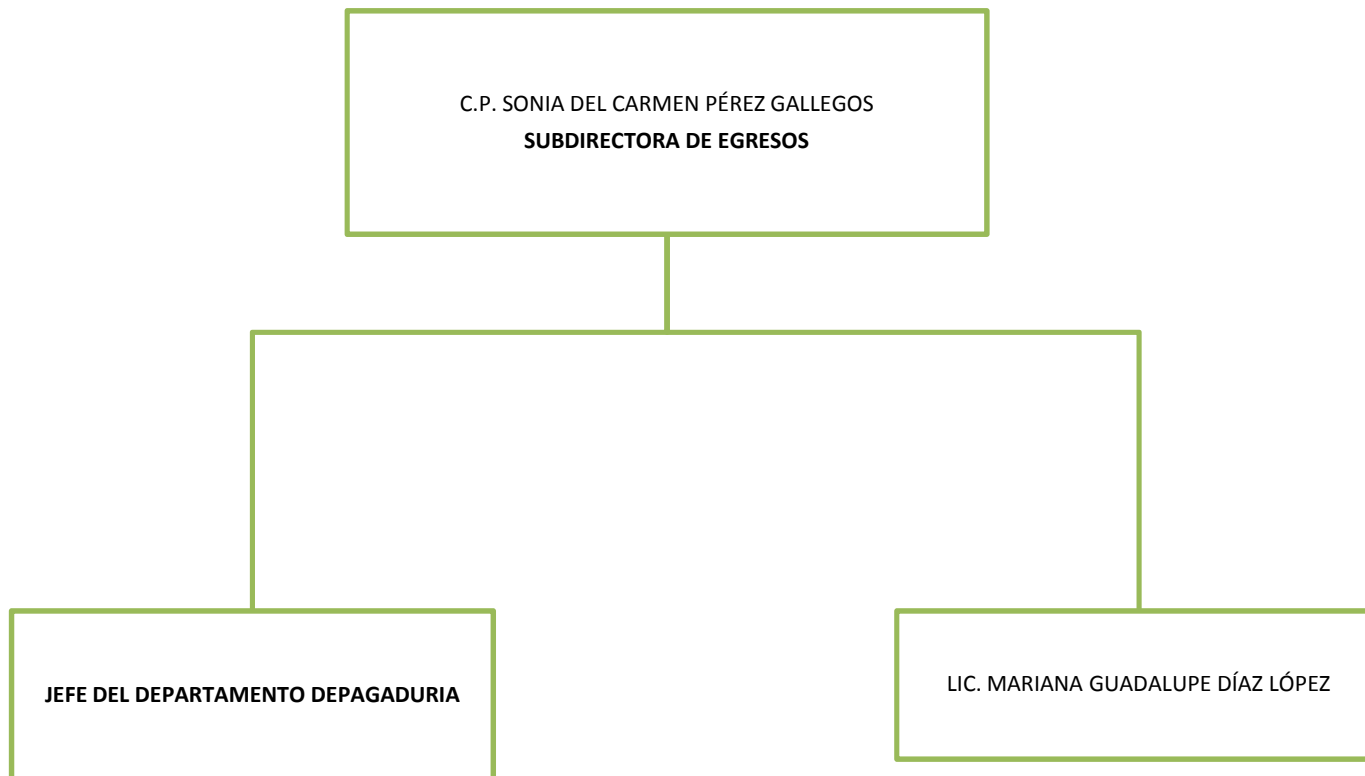 C.P. SONIA DEL CARMEN PÉREZ GALLEGOS
SUBDIRECTORA DE EGRESOS
JEFE DEL DEPARTAMENTO DEPAGADURIA
LIC. MARIANA GUADALUPE DÍAZ LÓPEZ